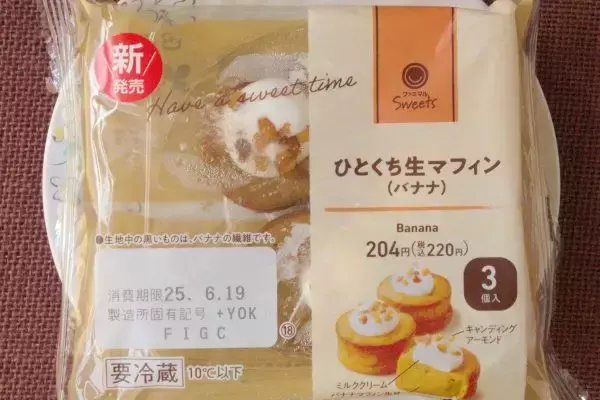 新
発売
Have a sweet time
ファミマル
Sweets
ひとくち生マフィン
(バナナ)
Banana
204円(税込220円)
3
個入
●生地中の黒いものは、バナナの繊維です。
消費期限25. 6.19
製造所固有記号 +YOK
FIGC
⑱
要冷蔵 10℃以下
キャンディング
アーモンド
ミルククリーム